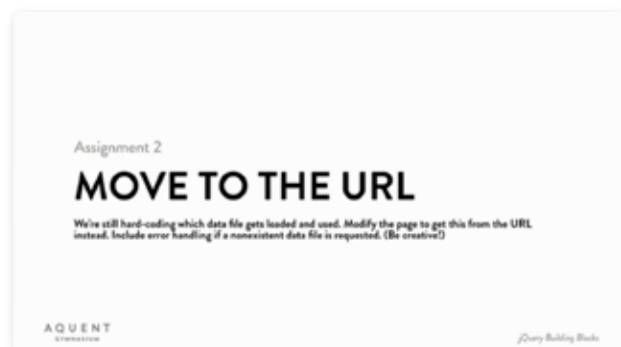 Assignment 2
MOVE TO THE URL
We're still hard-coding which data file gets loaded and used. Modify the page to get this from the URL
instead. Include error handling if a nonexistent data file is requested. (Be creative!)
AQUENT
GYMNASIUM
jQuery Building Blocks